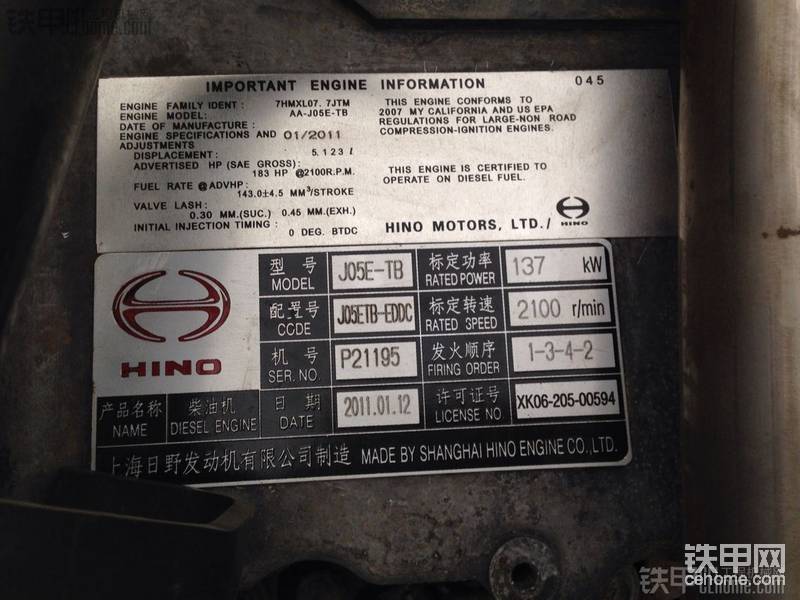 铁甲网
cehome.com
IMPORTANT ENGINE INFORMATION 045
ENGINE FAMILY IDENT: 7HMXL07. 7JTM
ENGINE MODEL: AA-J05E-TB
DATE OF MANUFACTURE:
ENGINE SPECIFICATIONS AND 01/2011
ADJUSTMENTS
DISPLACEMENT: 5.123 ℓ
ADVERTISED HP (SAE GROSS):
183 HP @2100R.P.M.
FUEL RATE @ADVHP:
143.0±4.5 MM³/STROKE
VALVE LASH:
0.30 MM.(SUC.) 0.45 MM.(EXH.)
INITIAL INJECTION TIMING : 0 DEG. BTDC
THIS ENGINE CONFORMS TO
2007 MY CALIFORNIA AND US EPA
REGULATIONS FOR LARGE-NON ROAD
COMPRESSION-IGNITION ENGINES.
THIS ENGINE IS CERTIFIED TO
OPERATE ON DIESEL FUEL.
HINO MOTORS, LTD./ HINO
HINO
型号 MODEL J05E-TB 标定功率 RATED POWER 137 kW
配置号 CCDE J05ETB-EDDC 标定转速 RATED SPEED 2100 r/min
机号 SER. NO. P21195 发火顺序 FIRING ORDER 1-3-4-2
产品名称 NAME 柴油机 DIESEL ENGINE 日期 DATE 2011.01.12 许可证号 LICENSE NO XK06-205-00594
上海日野发动机有限公司制造 MADE BY SHANGHAI HINO ENGINE CO.,LTD.
铁甲网
cehome.com